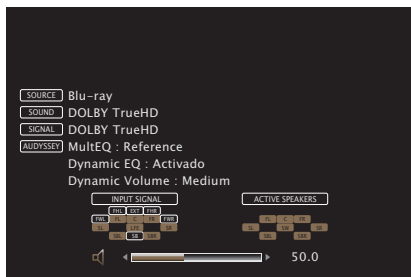 SOURCE Blu-ray
SOUND DOLBY TrueHD
SIGNAL DOLBY TrueHD
AUDYSSEY MultEQ : Reference
Dynamic EQ : Activado
Dynamic Volume : Medium
INPUT SIGNAL ACTIVE SPEAKERS
FHL EXT FHR
FWL FL C FR FWR FL C FR
SL LFE SR SL SW SR
SBL SB SBR SBL SBR
50.0